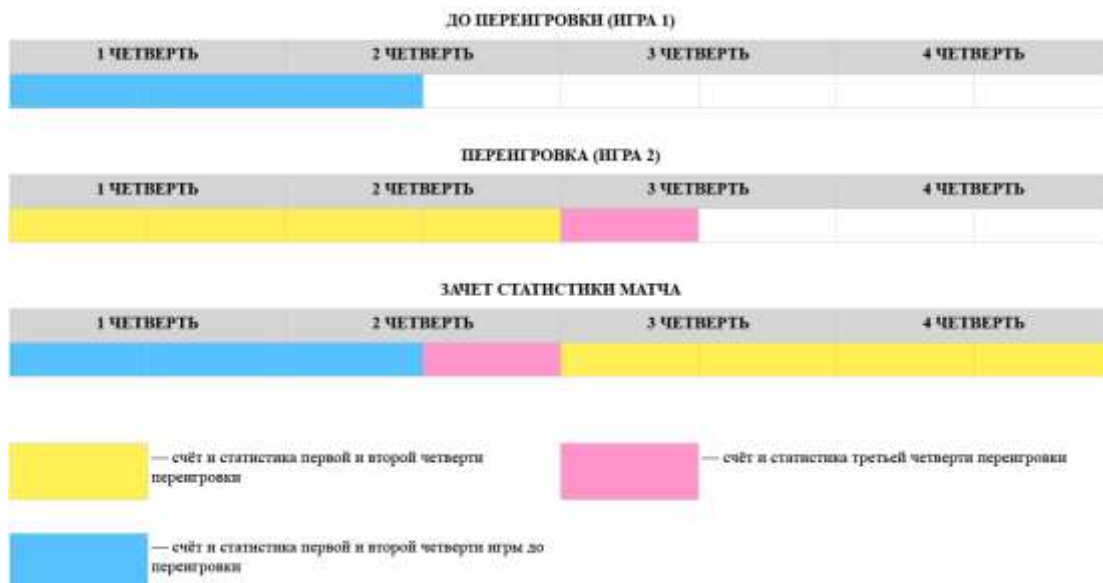 ДО ПЕРЕИГРОВКИ (ИГРА 1)
1 ЧЕТВЕРТЬ 2 ЧЕТВЕРТЬ 3 ЧЕТВЕРТЬ 4 ЧЕТВЕРТЬ
ПЕРЕИГРОВКА (ИГРА 2)
1 ЧЕТВЕРТЬ 2 ЧЕТВЕРТЬ 3 ЧЕТВЕРТЬ 4 ЧЕТВЕРТЬ
ЗАЧЕТ СТАТИСТИКИ МАТЧА
1 ЧЕТВЕРТЬ 2 ЧЕТВЕРТЬ 3 ЧЕТВЕРТЬ 4 ЧЕТВЕРТЬ
— счёт и статистика первой и второй четверти
переигровки
— счёт и статистика третьей четверти переигровки
— счёт и статистика первой и второй четверти игры до
переигровки